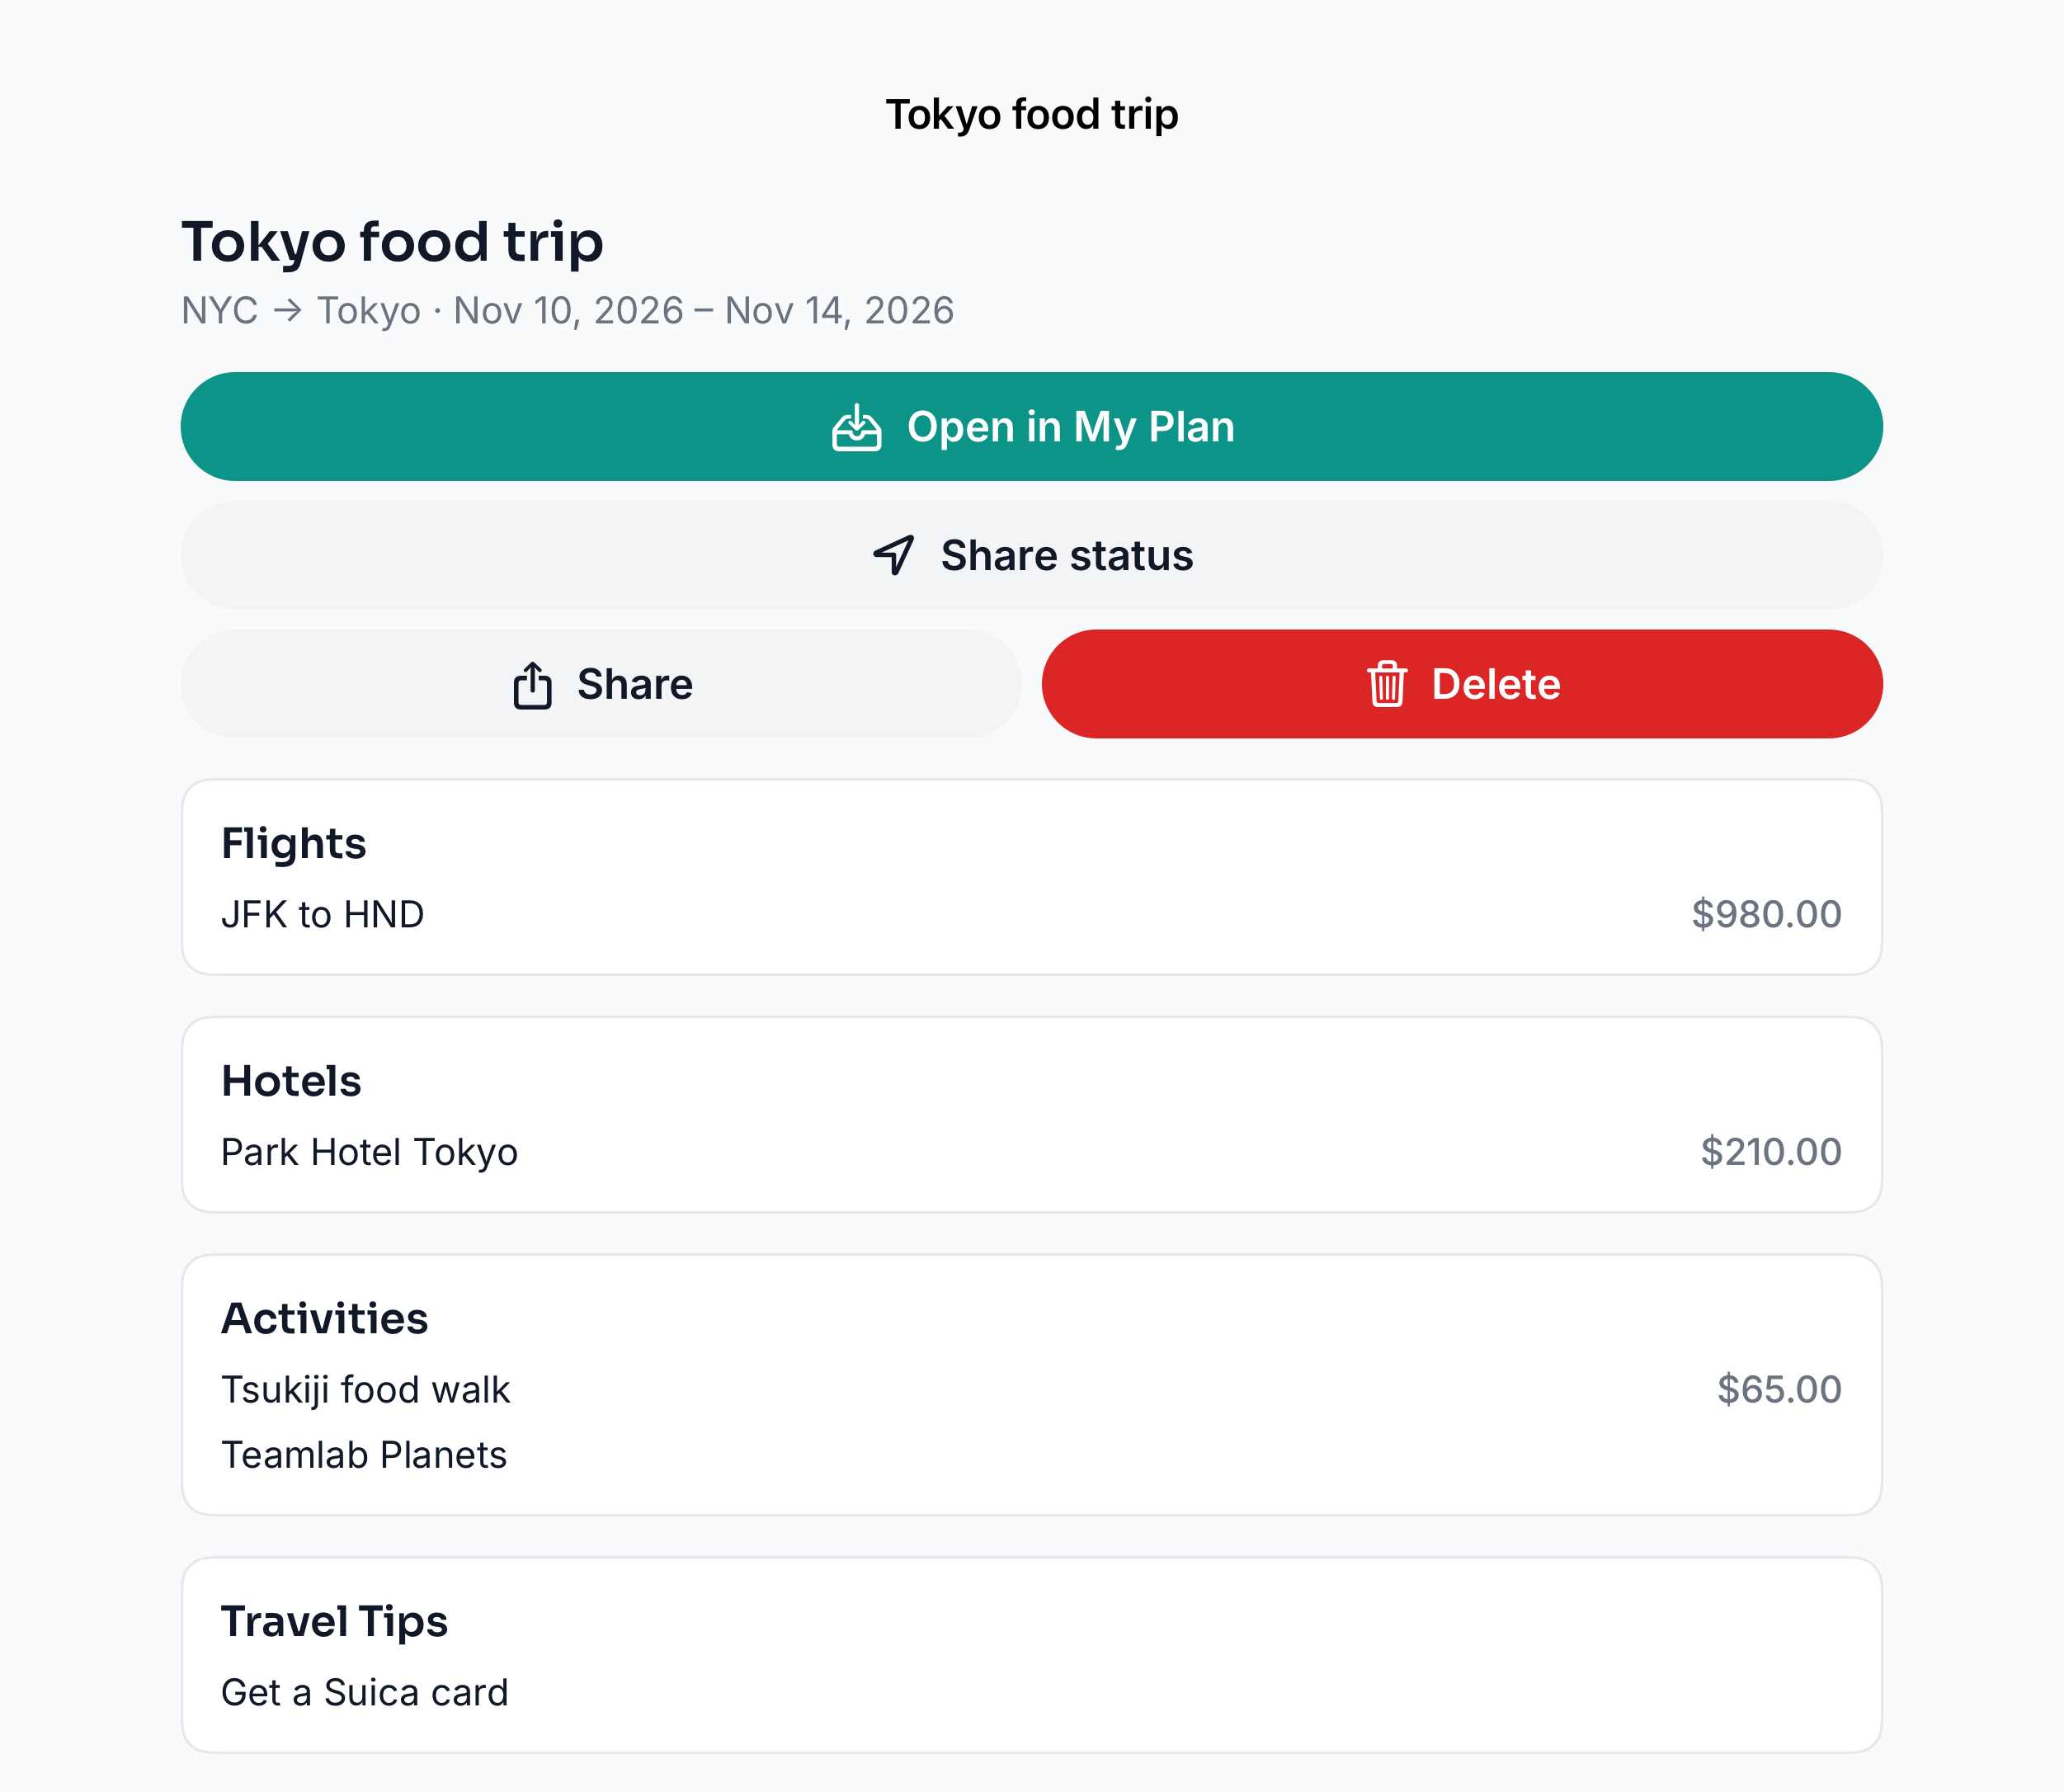 Tokyo food trip
Tokyo food trip
NYC → Tokyo · Nov 10, 2026 – Nov 14, 2026
Open in My Plan
Share status
Share Delete
Flights
JFK to HND $980.00
Hotels
Park Hotel Tokyo $210.00
Activities
Tsukiji food walk $65.00
Teamlab Planets
Travel Tips
Get a Suica card